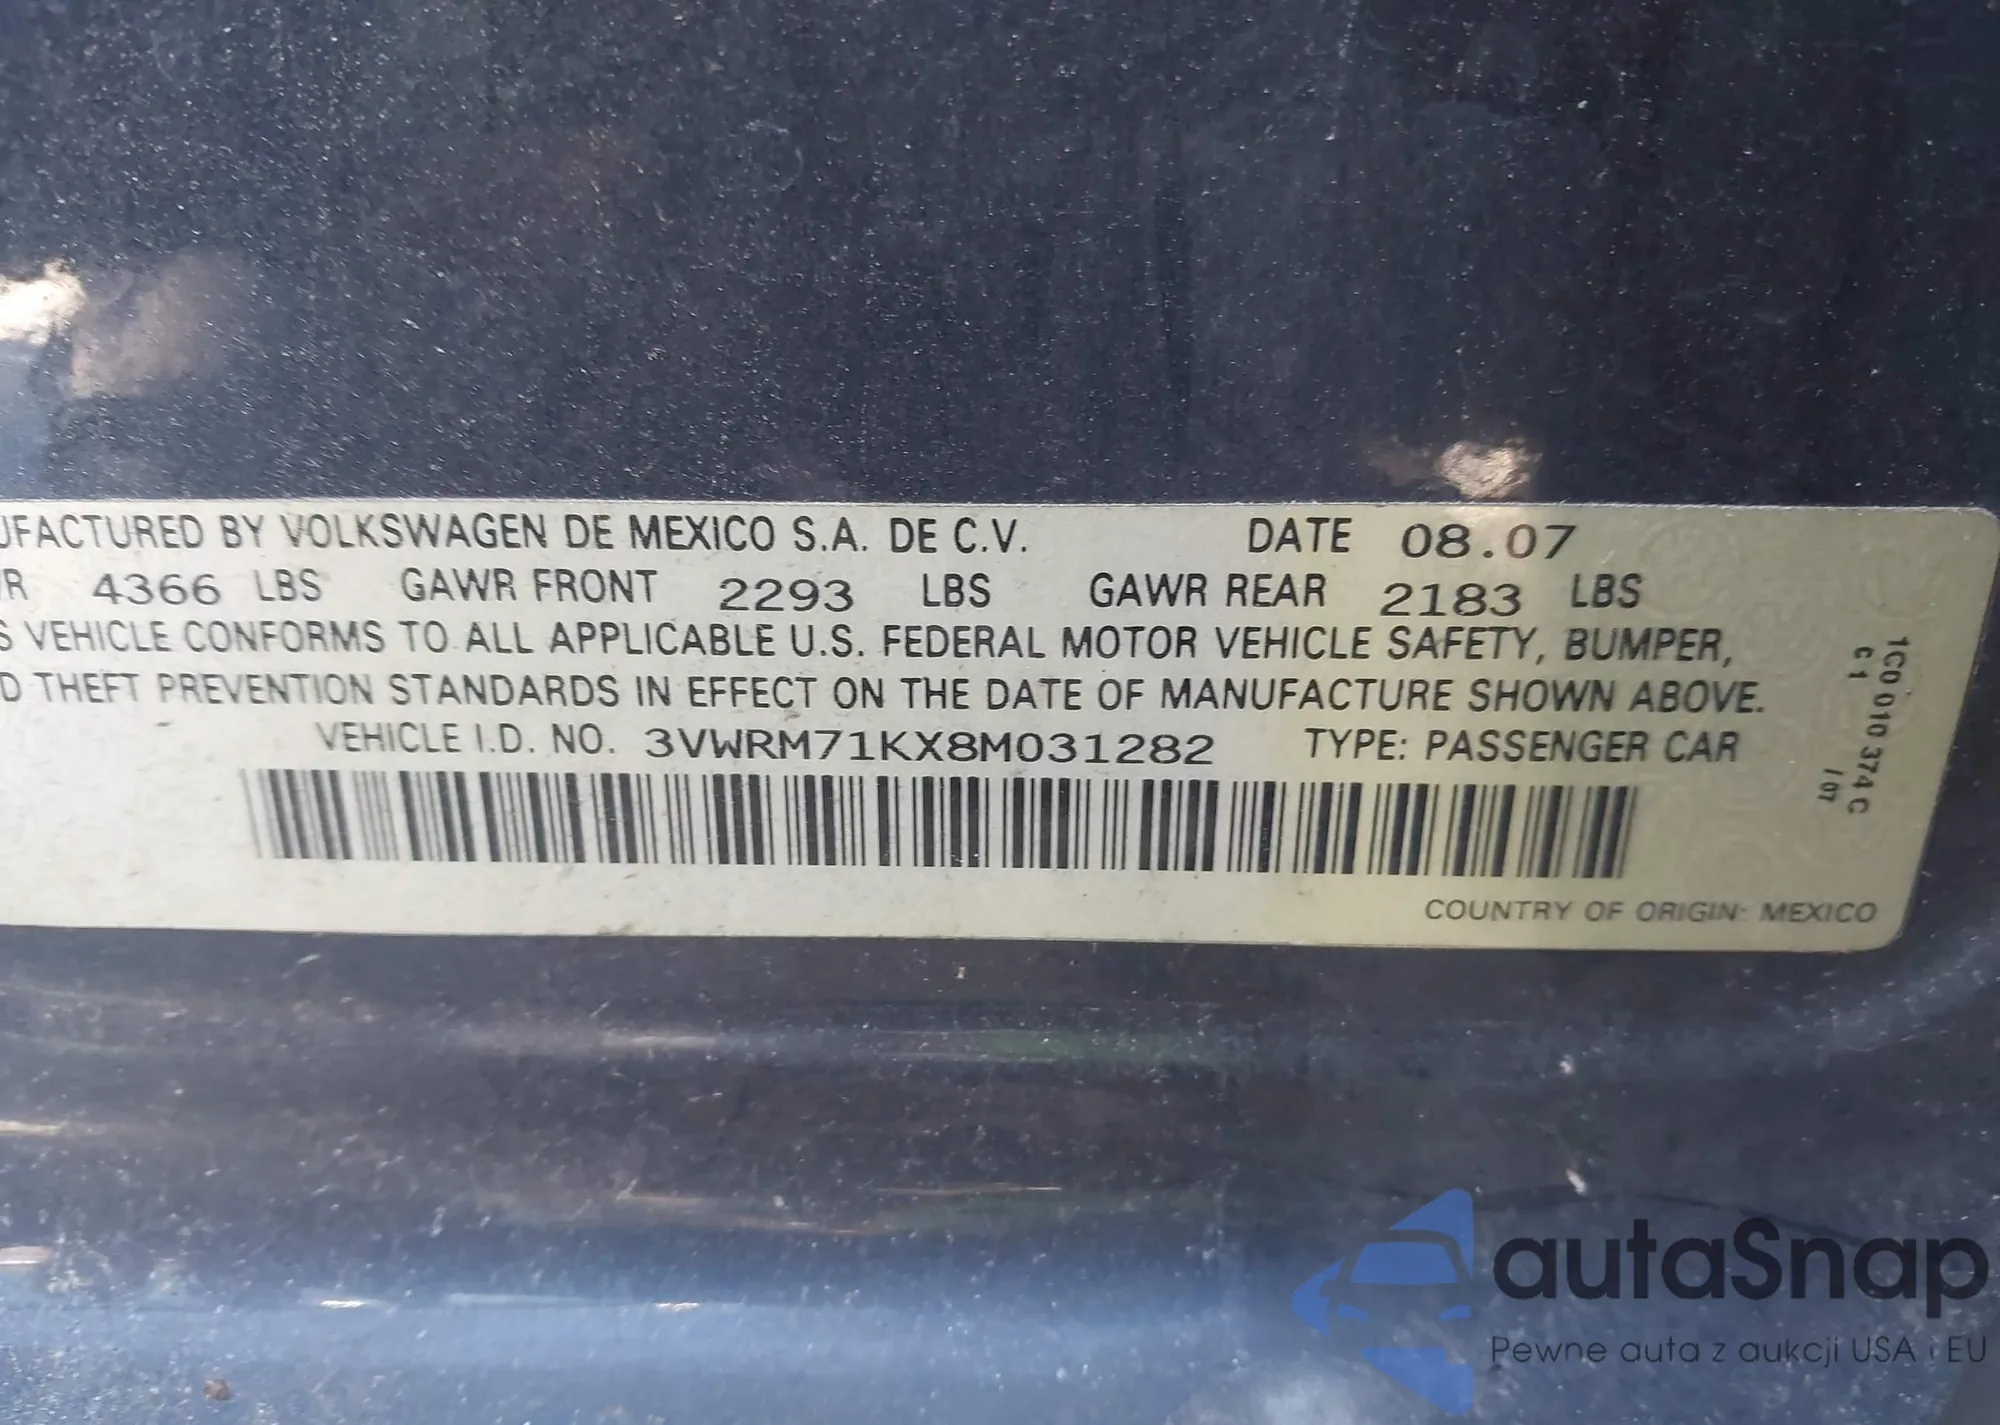 UFACTURED BY VOLKSWAGEN DE MEXICO S.A. DE C.V. DATE 08.07
R 4366 LBS GAWR FRONT 2293 LBS GAWR REAR 2183 LBS
S VEHICLE CONFORMS TO ALL APPLICABLE U.S. FEDERAL MOTOR VEHICLE SAFETY, BUMPER,
D THEFT PREVENTION STANDARDS IN EFFECT ON THE DATE OF MANUFACTURE SHOWN ABOVE.
VEHICLE I.D. NO. 3VWRM71KX8M031282 TYPE: PASSENGER CAR
COUNTRY OF ORIGIN: MEXICO
1C0 010 374 C
C 1 / 07
autaSnap
Pewne auta z aukcji USA i EU